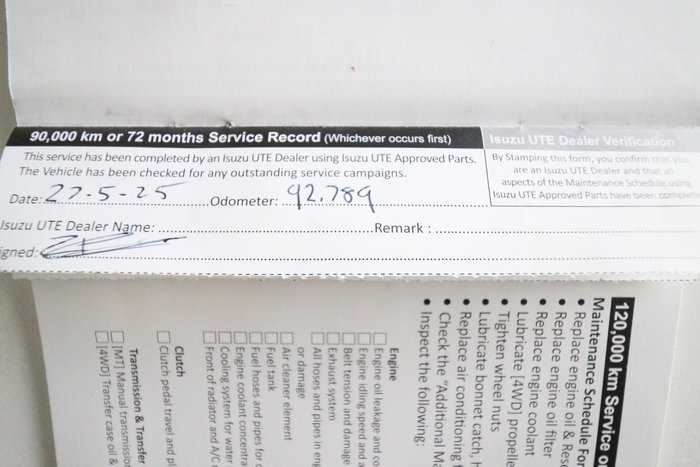 90,000 km or 72 months Service Record (Whichever occurs first)
This service has been completed by an Isuzu UTE Dealer using Isuzu UTE Approved Parts.
The Vehicle has been checked for any outstanding service campaigns.
Date: 27-5-25 Odometer: 92.789
Isuzu UTE Dealer Name: Remark :
igned:
Isuzu UTE Dealer Verification
By Stamping this form, you confirm that you
are an Isuzu UTE Dealer and that all
aspects of the Maintenance Schedule using
Isuzu UTE Approved Parts have been complete
120,000 km Service o
Maintenance Schedule For
• Replace engine oil & Res
• Replace engine oil filter
• Replace engine coolant
• Lubricate [4WD] propelle
• Tighten wheel nuts
• Lubricate bonnet catch, H
• Replace air conditioning f
• Check the "Additional Ma
• Inspect the following:
Engine
Engine oil leakage and co
Engine idling speed and a
Belt tension and damage
Exhaust system
All hoses and pipes in eng
or damage
Air cleaner element
Fuel tank
Fuel hoses and pipes for c
Engine coolant concentra
Cooling system for water
Front of radiator and A/C
Clutch
Clutch pedal travel and pl
Transmission & Transfer
[MT] Manual transmissio
[4WD] Transfer case oil &